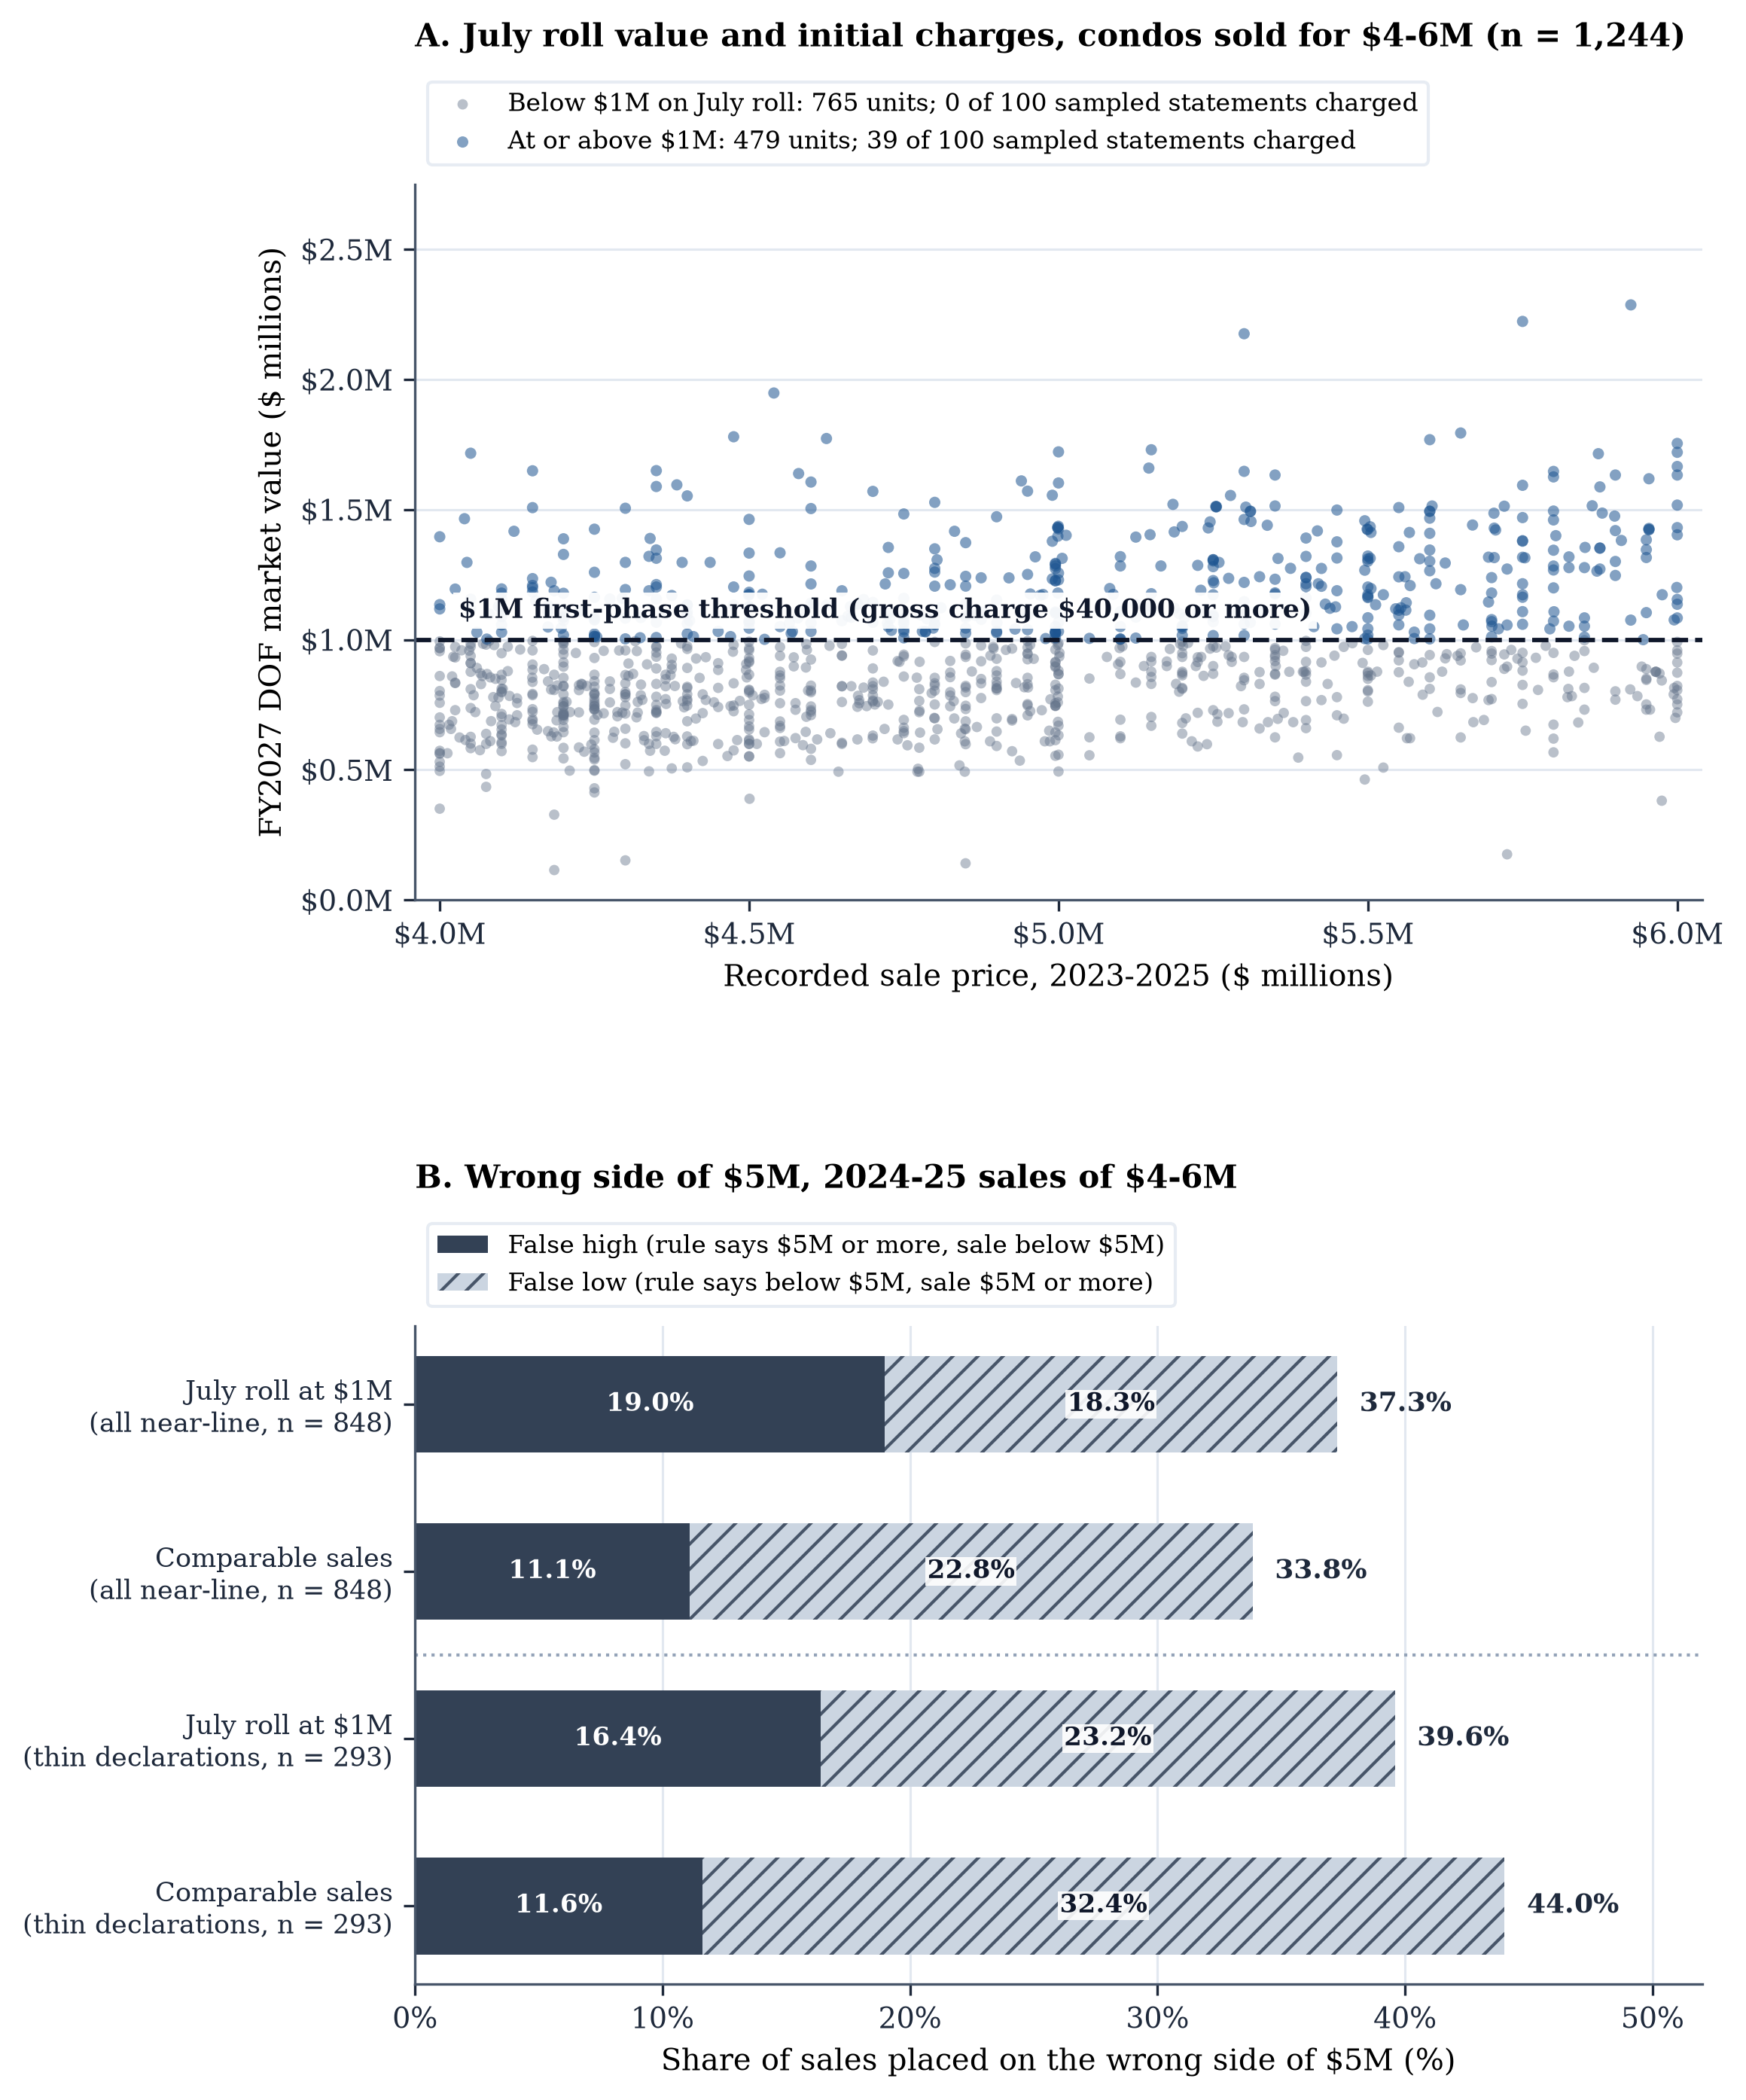 A. July roll value and initial charges, condos sold for $4-6M (n = 1,244)
Below $1M on July roll: 765 units; 0 of 100 sampled statements charged
At or above $1M: 479 units; 39 of 100 sampled statements charged
FY2027 DOF market value ($ millions)
$2.5M
$2.0M
$1.5M
$1M first-phase threshold (gross charge $40,000 or more)
$1.0M
$0.5M
$0.0M
$4.0M
$4.5M
$5.0M
$5.5M
$6.0M
Recorded sale price, 2023-2025 ($ millions)
B. Wrong side of $5M, 2024-25 sales of $4-6M
False high (rule says $5M or more, sale below $5M)
False low (rule says below $5M, sale $5M or more)
July roll at $1M
(all near-line, n = 848)
19.0%
18.3%
37.3%
Comparable sales
(all near-line, n = 848)
11.1%
22.8%
33.8%
July roll at $1M
(thin declarations, n = 293)
16.4%
23.2%
39.6%
Comparable sales
(thin declarations, n = 293)
11.6%
32.4%
44.0%
0%
10%
20%
30%
40%
50%
Share of sales placed on the wrong side of $5M (%)